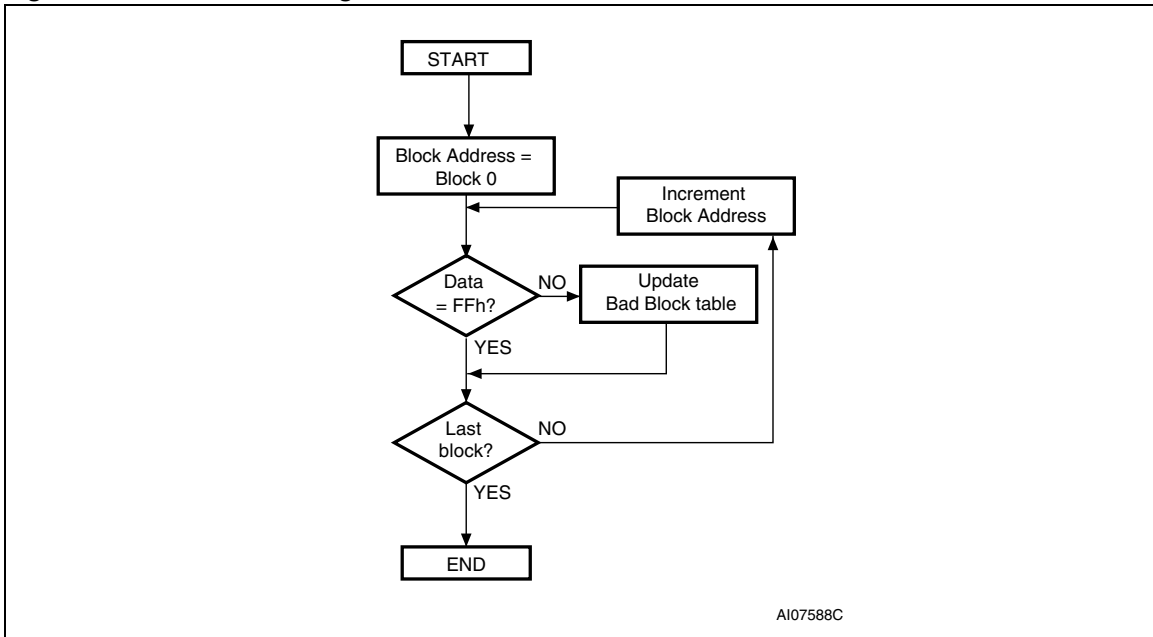 START
Block Address =
Block 0
Increment
Block Address
Data
= FFh?
NO
Update
Bad Block table
YES
Last
block?
NO
YES
END
AI07588C